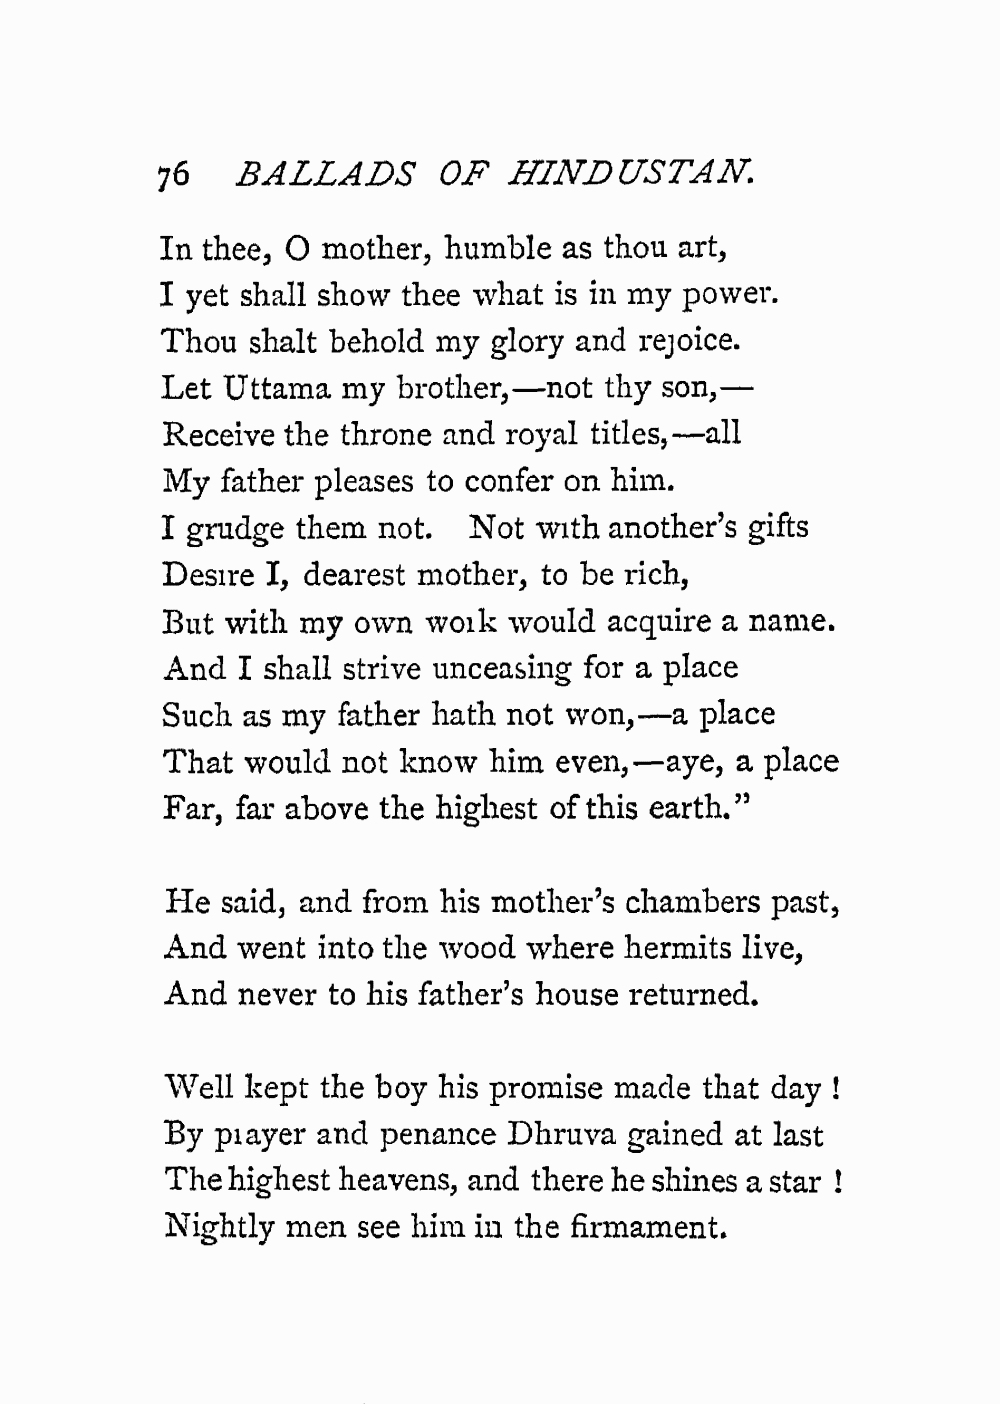 76 BALLADS OF HINDUSTAN.
In thee, O mother, humble as thou art,
I yet shall show thee what is in my power.
Thou shalt behold my glory and rejoice.
Let Uttama my brother,—not thy son,—
Receive the throne and royal titles,—all
My father pleases to confer on him.
I grudge them not. Not with another's gifts
Desire I, dearest mother, to be rich,
But with my own work would acquire a name.
And I shall strive unceasing for a place
Such as my father hath not won,—a place
That would not know him even,—aye, a place
Far, far above the highest of this earth.”
He said, and from his mother's chambers past,
And went into the wood where hermits live,
And never to his father's house returned.
Well kept the boy his promise made that day !
By prayer and penance Dhruva gained at last
The highest heavens, and there he shines a star !
Nightly men see him in the firmament.